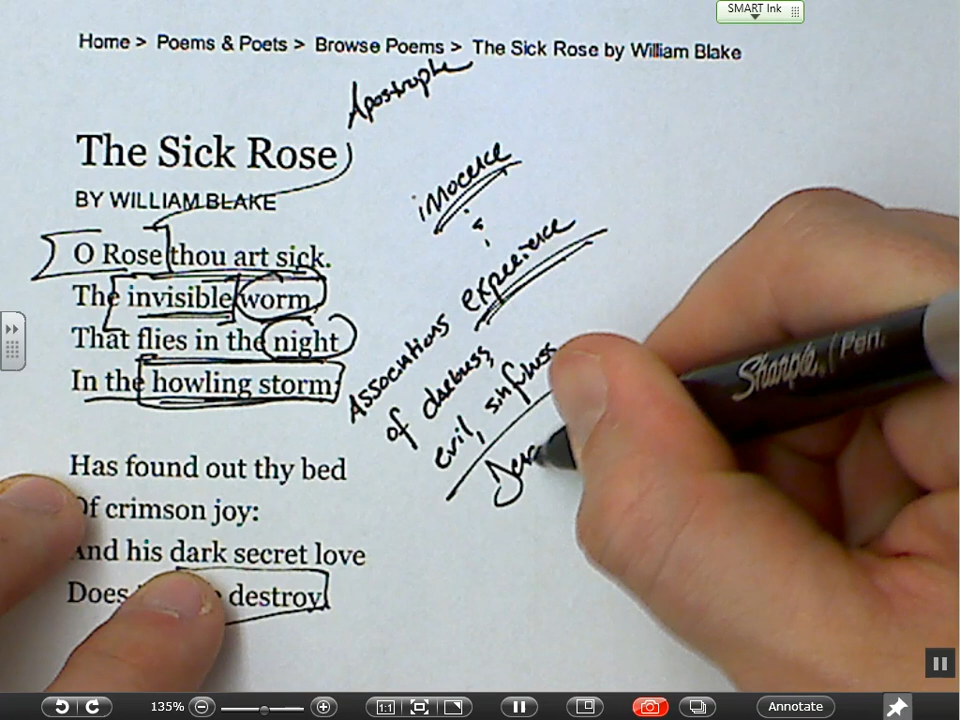 SMART Ink
Home > Poems & Poets > Browse Poems > The Sick Rose by William Blake
Apostrophe
The Sick Rose
BY WILLIAM BLAKE
innocence
experience
O Rose thou art sick.
The invisible worm,
That flies in the night
In the howling storm:
Associations
of darkness,
evil, sinfulness
Sharpie. Pen.
Has found out thy bed
Of crimson joy:
And his dark secret love
Does destroy.
135%
1:1
Annotate